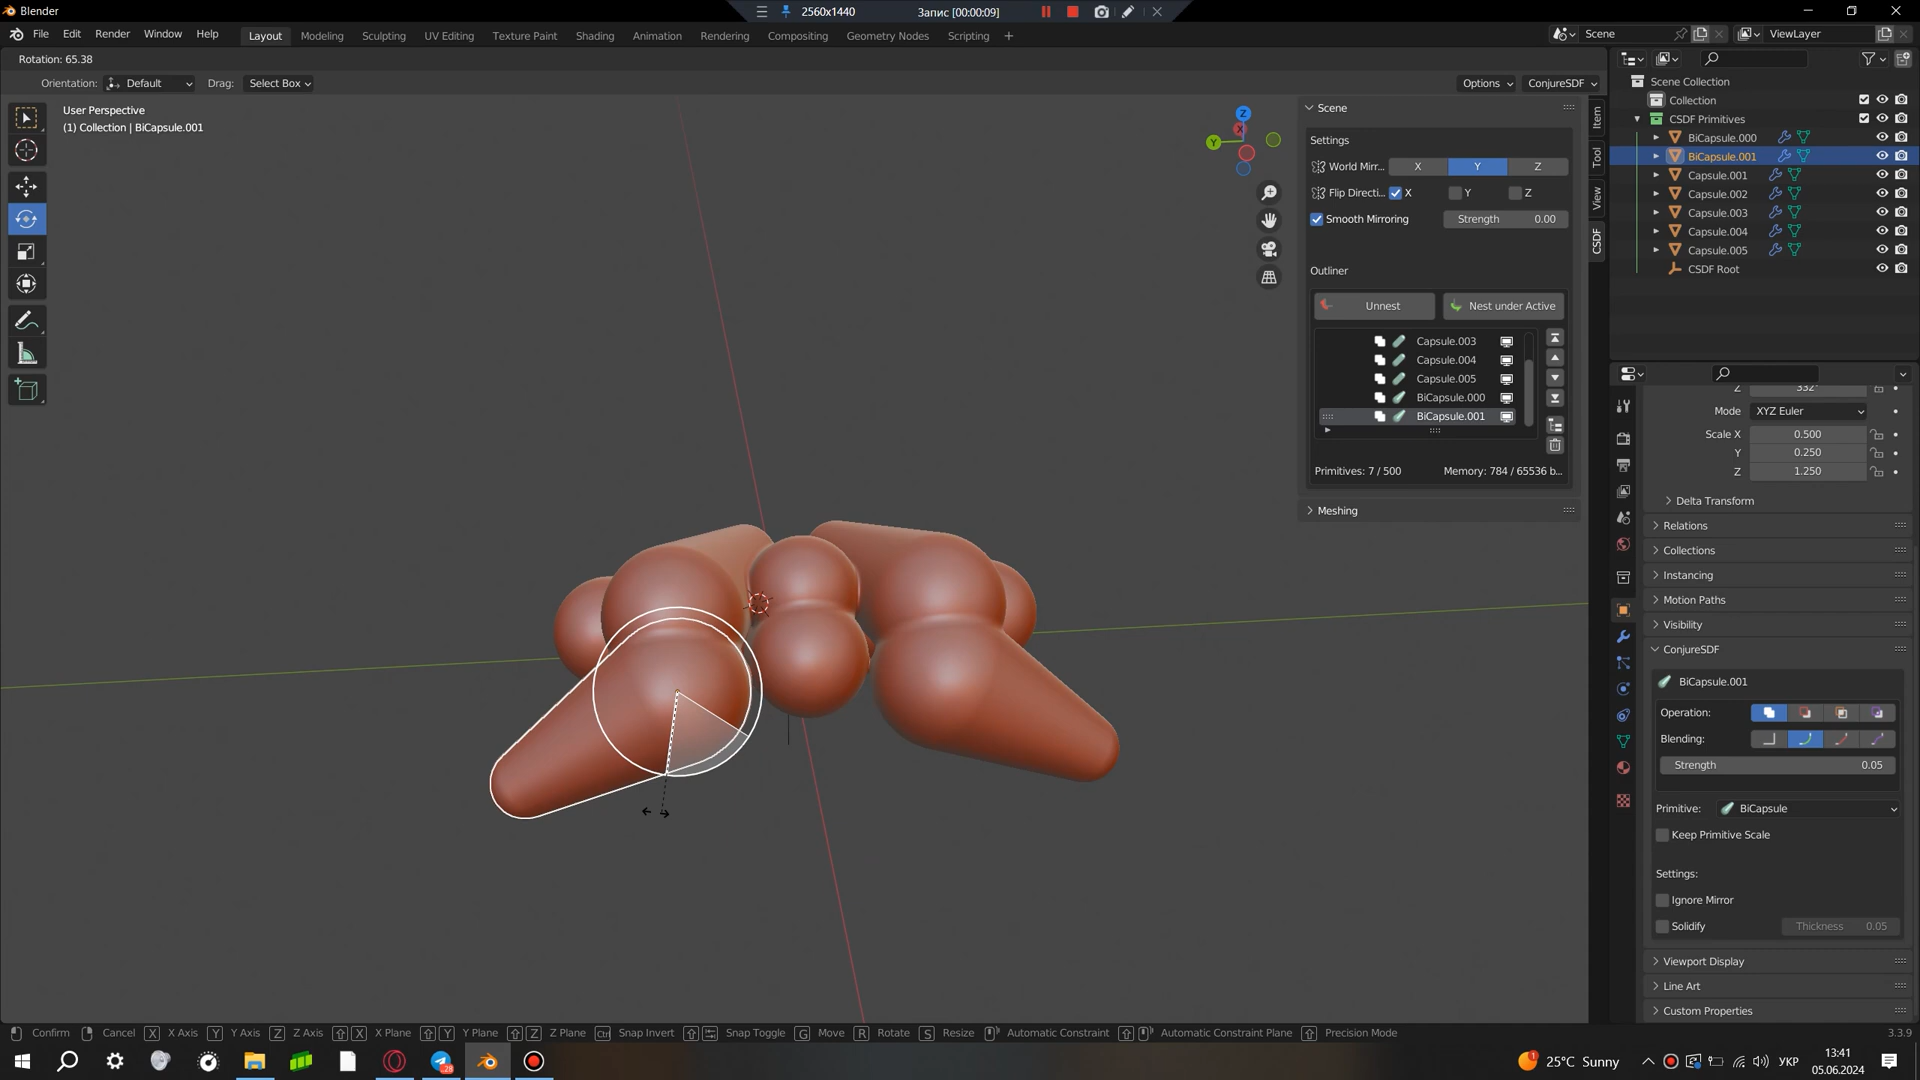 Blender
2560x1440
Запис [00:00:09]
File Edit Render Window Help
Layout Modeling Sculpting UV Editing Texture Paint Shading Animation Rendering Compositing Geometry Nodes Scripting +
Scene
ViewLayer
Rotation: 65.38
Orientation: Default Drag: Select Box
Options ConjureSDF
User Perspective
(1) Collection | BiCapsule.001
Z
X
Y
Scene
Settings
World Mirr... X Y Z
Flip Directi... X Y Z
Smooth Mirroring Strength 0.00
Outliner
Unnest Nest under Active
Capsule.003
Capsule.004
Capsule.005
BiCapsule.000
BiCapsule.001
Primitives: 7 / 500 Memory: 784 / 65536 b...
Meshing
Item
Tool
View
CSDF
Scene Collection
Collection
CSDF Primitives
BiCapsule.000
BiCapsule.001
Capsule.001
Capsule.002
Capsule.003
Capsule.004
Capsule.005
CSDF Root
Z 332°
Mode XYZ Euler
Scale X 0.500
Y 0.250
Z 1.250
Delta Transform
Relations
Collections
Instancing
Motion Paths
Visibility
ConjureSDF
BiCapsule.001
Operation:
Blending:
Strength 0.05
Primitive: BiCapsule
Keep Primitive Scale
Settings:
Ignore Mirror
Solidify Thickness 0.05
Viewport Display
Line Art
Custom Properties
Confirm Cancel X X Axis Y Y Axis Z Z Axis X X Plane Y Y Plane Z Z Plane Ctrl Snap Invert Snap Toggle G Move R Rotate S Resize Automatic Constraint Automatic Constraint Plane Precision Mode
3.3.9
28
1
25°C Sunny
УКР
13:41
05.06.2024